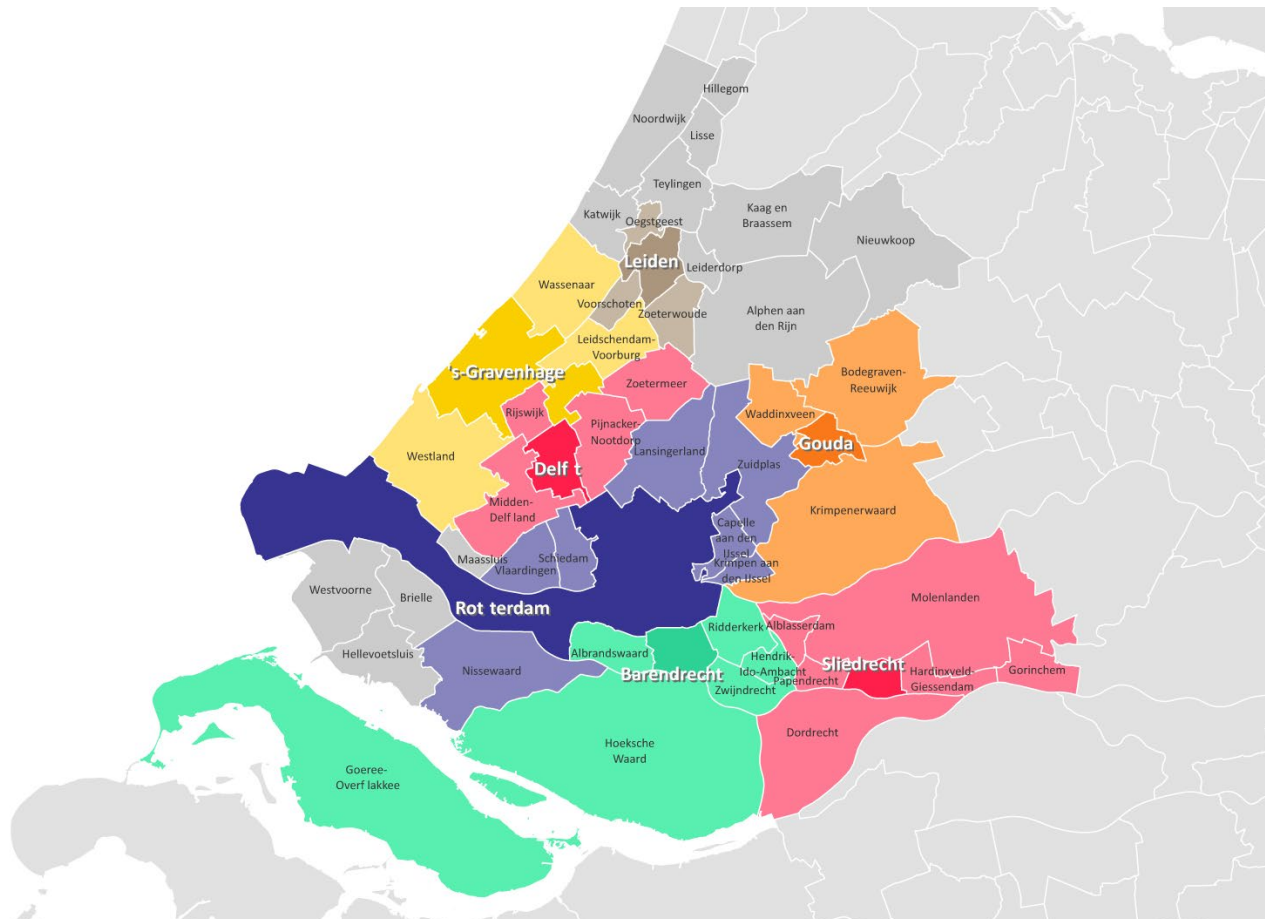 Hillegom
Noordwijk
Lisse
Teylingen
Kaag en
Braassem
Katwijk
Oegstgeest
Nieuwkoop
Leiden
Leiderdorp
Wassenaar
Voorschoten
Zoeterwoude
Alphen aan
den Rijn
Leidschendam-
Voorburg
's-Gravenhage
Zoetermeer
Bodegraven-
Reeuwijk
Rijswijk
Waddinxveen
Pijnacker-
Nootdorp
Gouda
Lansingerland
Westland
Delf t
Zuidplas
Midden-
Delf land
Krimpenerwaard
Capelle
aan den
IJssel
Maassluis
Schiedam
Vlaardingen
Krimpen aan
den IJssel
Westvoorne
Brielle
Rot terdam
Molenlanden
Ridderkerk
Alblasserdam
Hellevoetsluis
Albrandswaard
Hendrik-
Ido-Ambacht
Sliedrecht
Nissewaard
Barendrecht
Papendrecht
Hardinxveld-
Giessendam
Gorinchem
Zwijndrecht
Dordrecht
Hoeksche
Waard
Goeree-
Overf lakkee